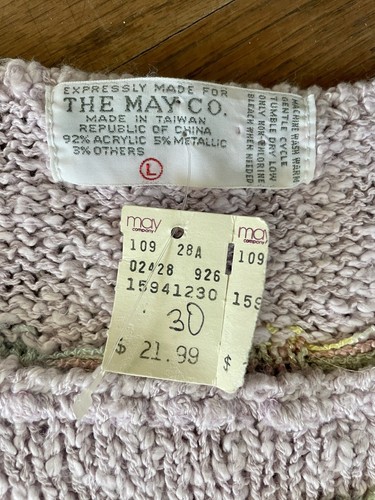 EXPRESSLY MADE FOR
THE MAY CO.
MADE IN TAIWAN
REPUBLIC OF CHINA
92% ACRYLIC 5% METALLIC
3% OTHERS
L
MACHINE WASH WARM
GENTLE CYCLE
TUMBLE DRY LOW
ONLY NON-CHLORINE
BLEACH WHEN NEEDED
may
company
109 28A
02428 926
15941230
30
$ 21.99
may
109
159
$